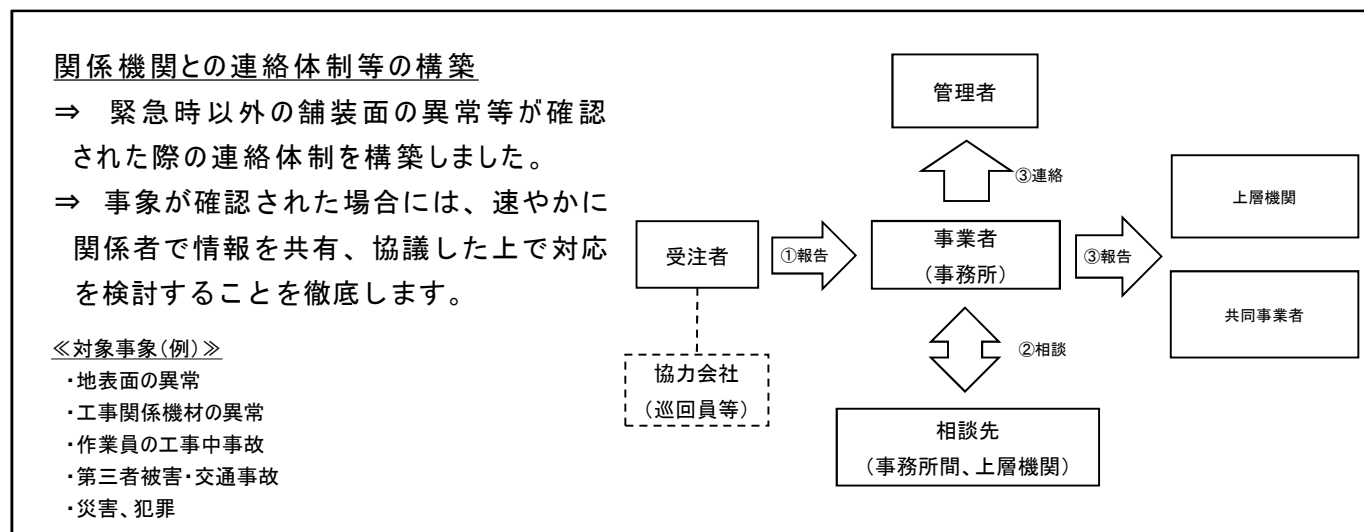 関係機関との連絡体制等の構築
⇒ 緊急時以外の舗装面の異常等が確認
された際の連絡体制を構築しました。
⇒ 事象が確認された場合には、速やかに
関係者で情報を共有、協議した上で対応
を検討することを徹底します。
≪対象事象(例)≫
・地表面の異常
・工事関係機材の異常
・作業員の工事中事故
・第三者被害・交通事故
・災害、犯罪
管理者
③連絡
上層機関
受注者
①報告
事業者
(事務所)
③報告
共同事業者
②相談
協力会社
(巡回員等)
相談先
(事務所間、上層機関)